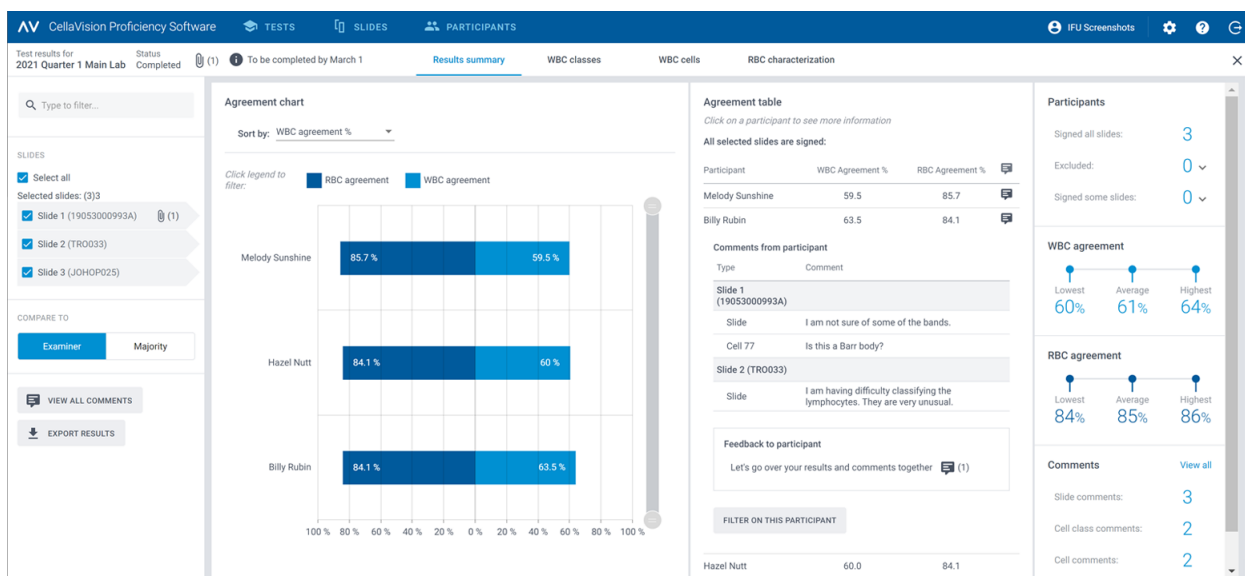 CellaVision Proficiency Software
TESTS
SLIDES
PARTICIPANTS
IFU Screenshots
Test results for
2021 Quarter 1 Main Lab
Status
Completed
(1)
To be completed by March 1
Results summary
WBC classes
WBC cells
RBC characterization
Type to filter...
SLIDES
Select all
Selected slides: (3)3
Slide 1 (19053000993A) (1)
Slide 2 (TRO033)
Slide 3 (JOHOP025)
COMPARE TO
Examiner Majority
VIEW ALL COMMENTS
EXPORT RESULTS
Agreement chart
Sort by: WBC agreement %
Click legend to
filter:
RBC agreement WBC agreement
Melody Sunshine 85.7 % 59.5 %
Hazel Nutt 84.1 % 60 %
Billy Rubin 84.1 % 63.5 %
100 % 80 % 60 % 40 % 20 % 0 % 20 % 40 % 60 % 80 % 100 %
Agreement table
Click on a participant to see more information
All selected slides are signed:
Participant WBC Agreement % RBC Agreement %
Melody Sunshine 59.5 85.7
Billy Rubin 63.5 84.1
Comments from participant
Type Comment
Slide 1
(19053000993A)
Slide I am not sure of some of the bands.
Cell 77 Is this a Barr body?
Slide 2 (TRO033)
Slide I am having difficulty classifying the
lymphocytes. They are very unusual.
Feedback to participant
Let's go over your results and comments together (1)
FILTER ON THIS PARTICIPANT
Hazel Nutt 60.0 84.1
Participants
Signed all slides: 3
Excluded: 0
Signed some slides: 0
WBC agreement
Lowest Average Highest
60% 61% 64%
RBC agreement
Lowest Average Highest
84% 85% 86%
Comments View all
Slide comments: 3
Cell class comments: 2
Cell comments: 2